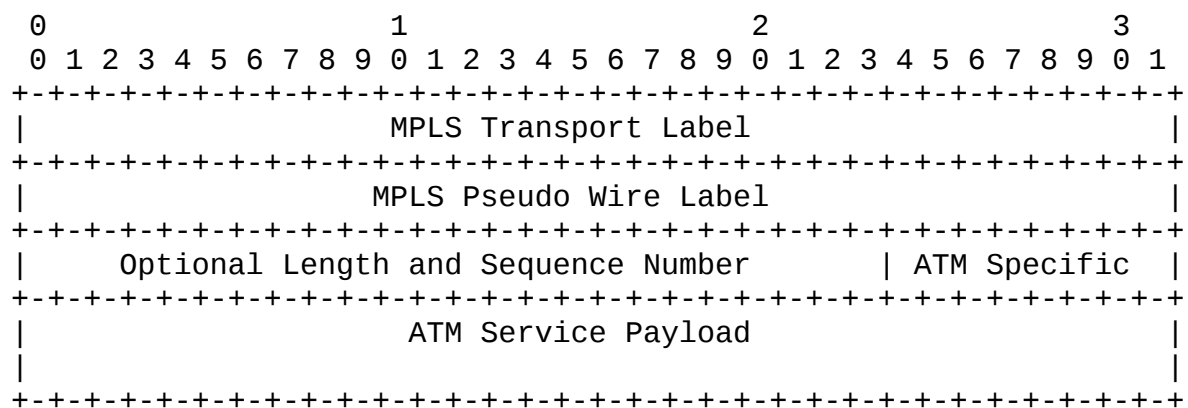 0                   1                   2                   3
 0 1 2 3 4 5 6 7 8 9 0 1 2 3 4 5 6 7 8 9 0 1 2 3 4 5 6 7 8 9 0 1
+-+-+-+-+-+-+-+-+-+-+-+-+-+-+-+-+-+-+-+-+-+-+-+-+-+-+-+-+-+-+-+-+
|                    MPLS Transport Label                       |
+-+-+-+-+-+-+-+-+-+-+-+-+-+-+-+-+-+-+-+-+-+-+-+-+-+-+-+-+-+-+-+-+
|                   MPLS Pseudo Wire Label                      |
+-+-+-+-+-+-+-+-+-+-+-+-+-+-+-+-+-+-+-+-+-+-+-+-+-+-+-+-+-+-+-+-+
|     Optional Length and Sequence Number       | ATM Specific  |
+-+-+-+-+-+-+-+-+-+-+-+-+-+-+-+-+-+-+-+-+-+-+-+-+-+-+-+-+-+-+-+-+
|                     ATM Service Payload                       |
|                                                               |
+-+-+-+-+-+-+-+-+-+-+-+-+-+-+-+-+-+-+-+-+-+-+-+-+-+-+-+-+-+-+-+-+